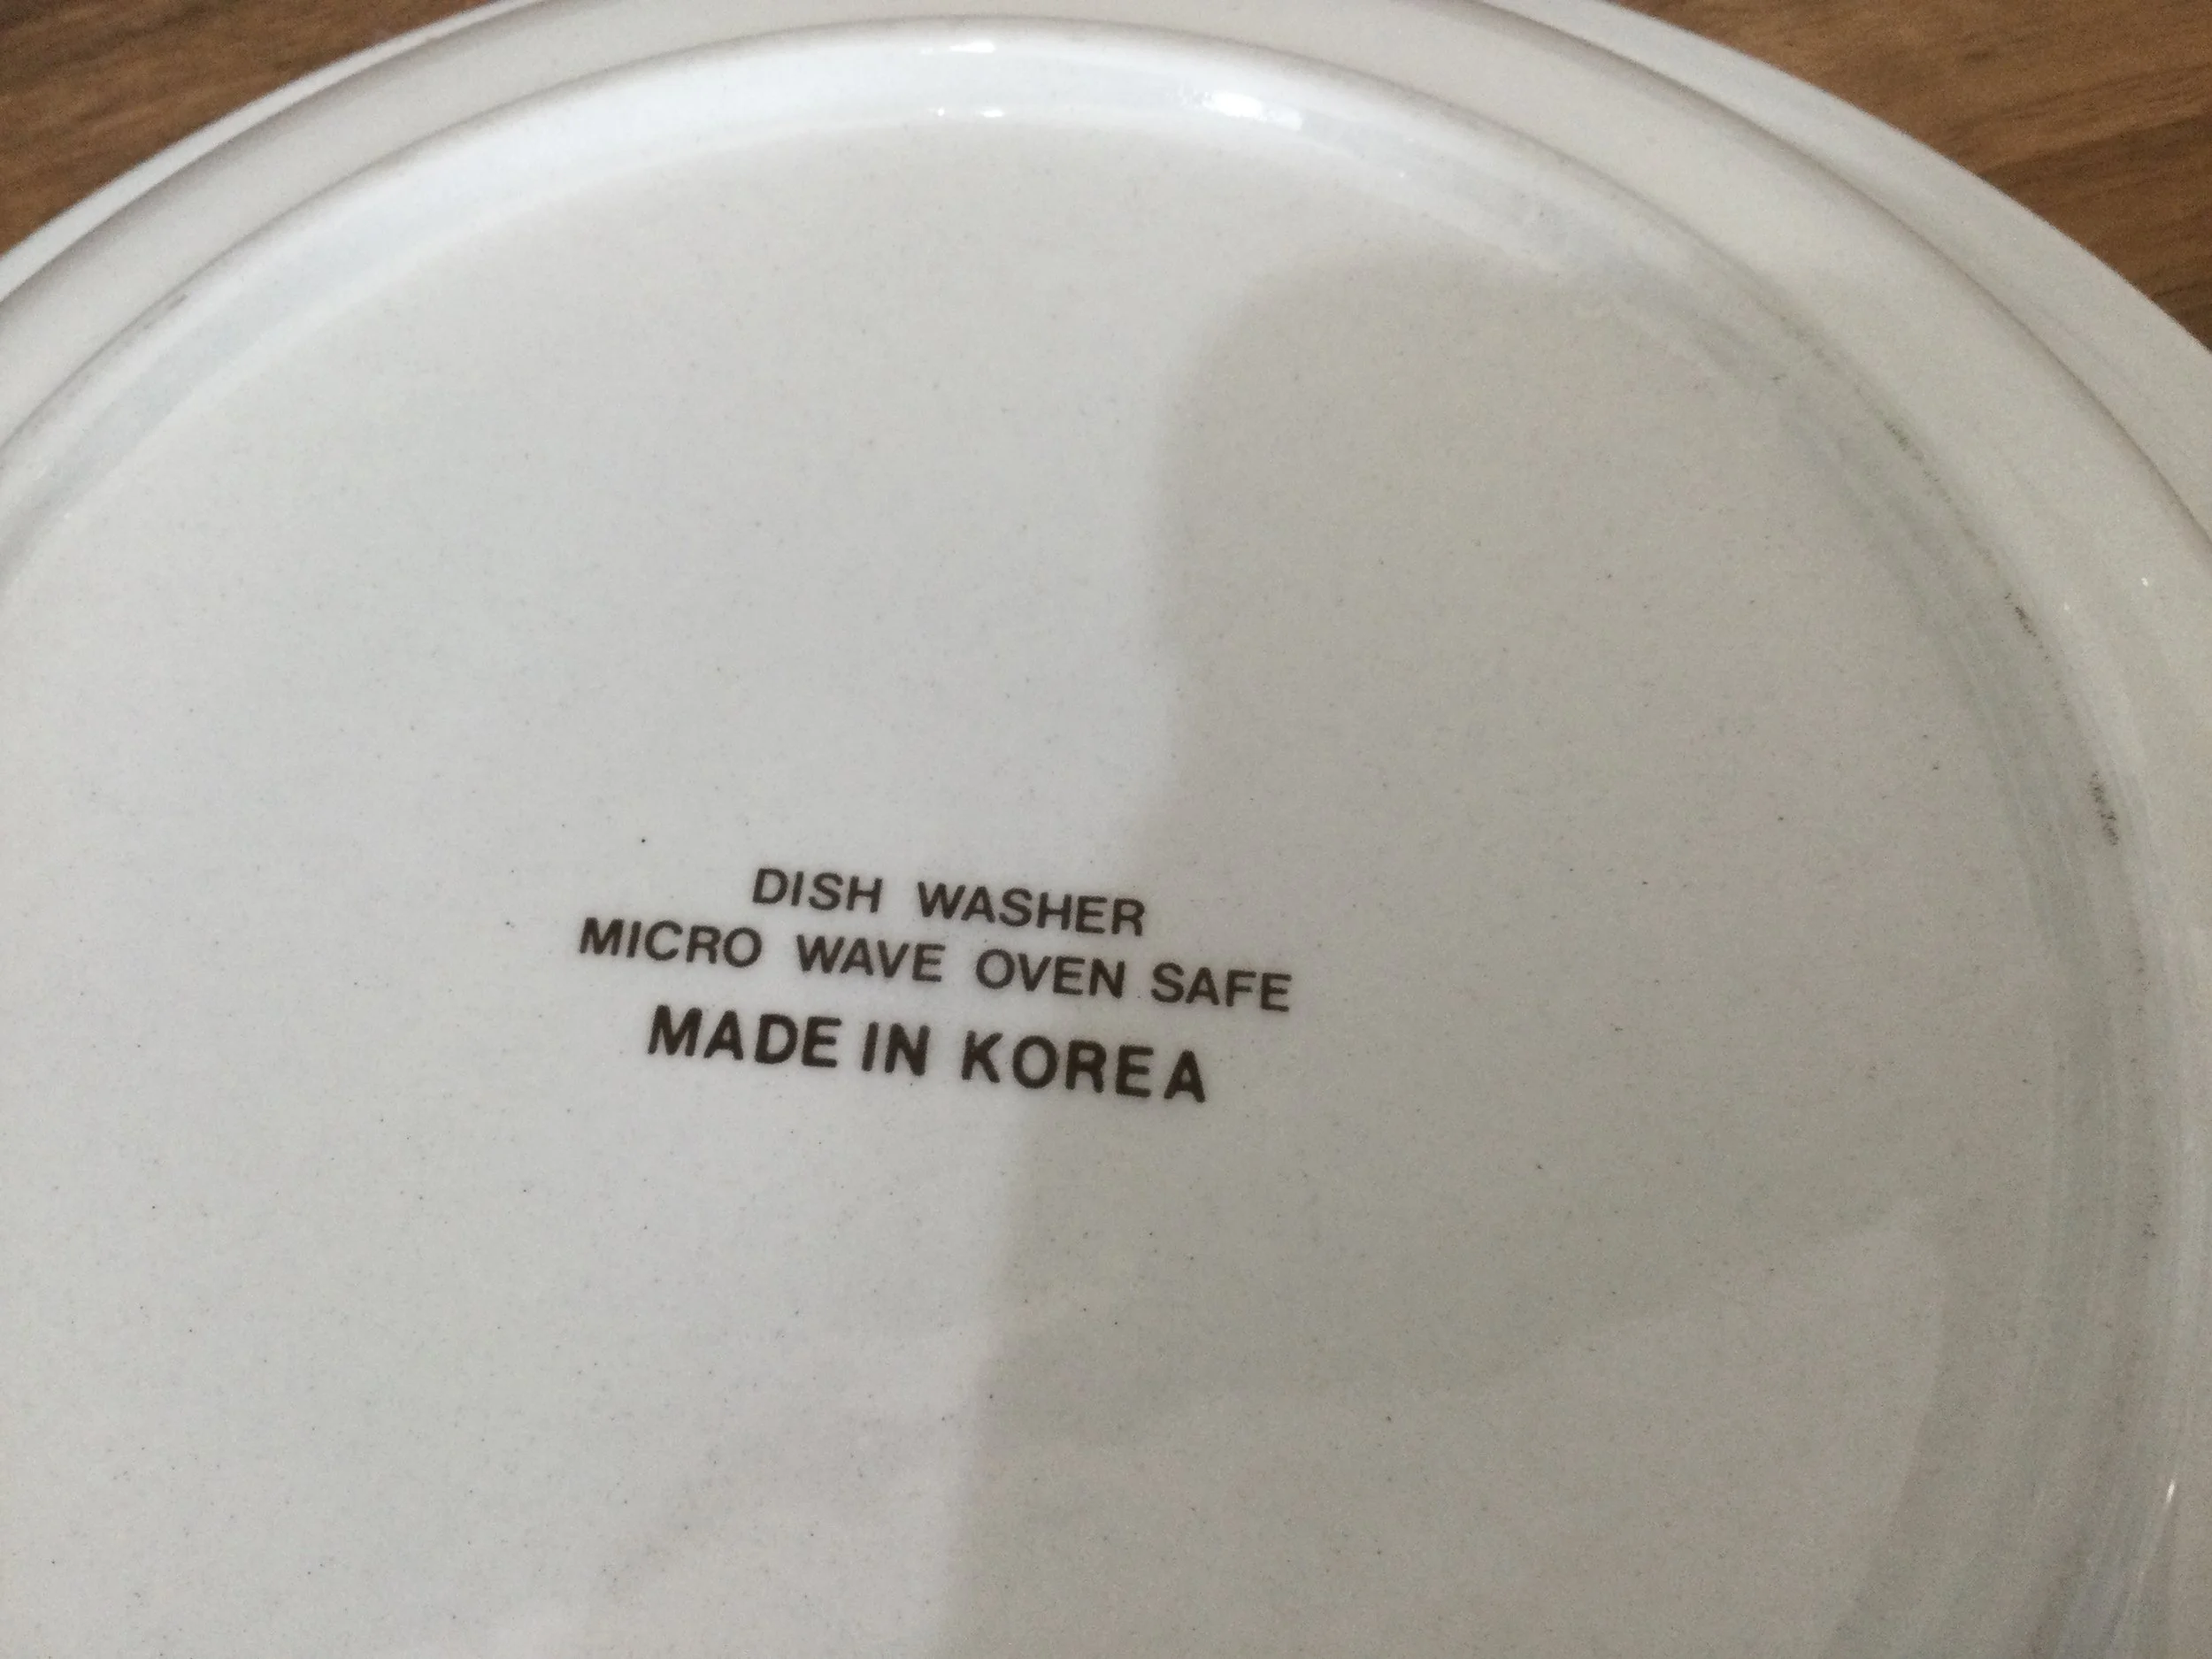 DISH WASHER
MICRO WAVE OVEN SAFE
MADE IN KOREA